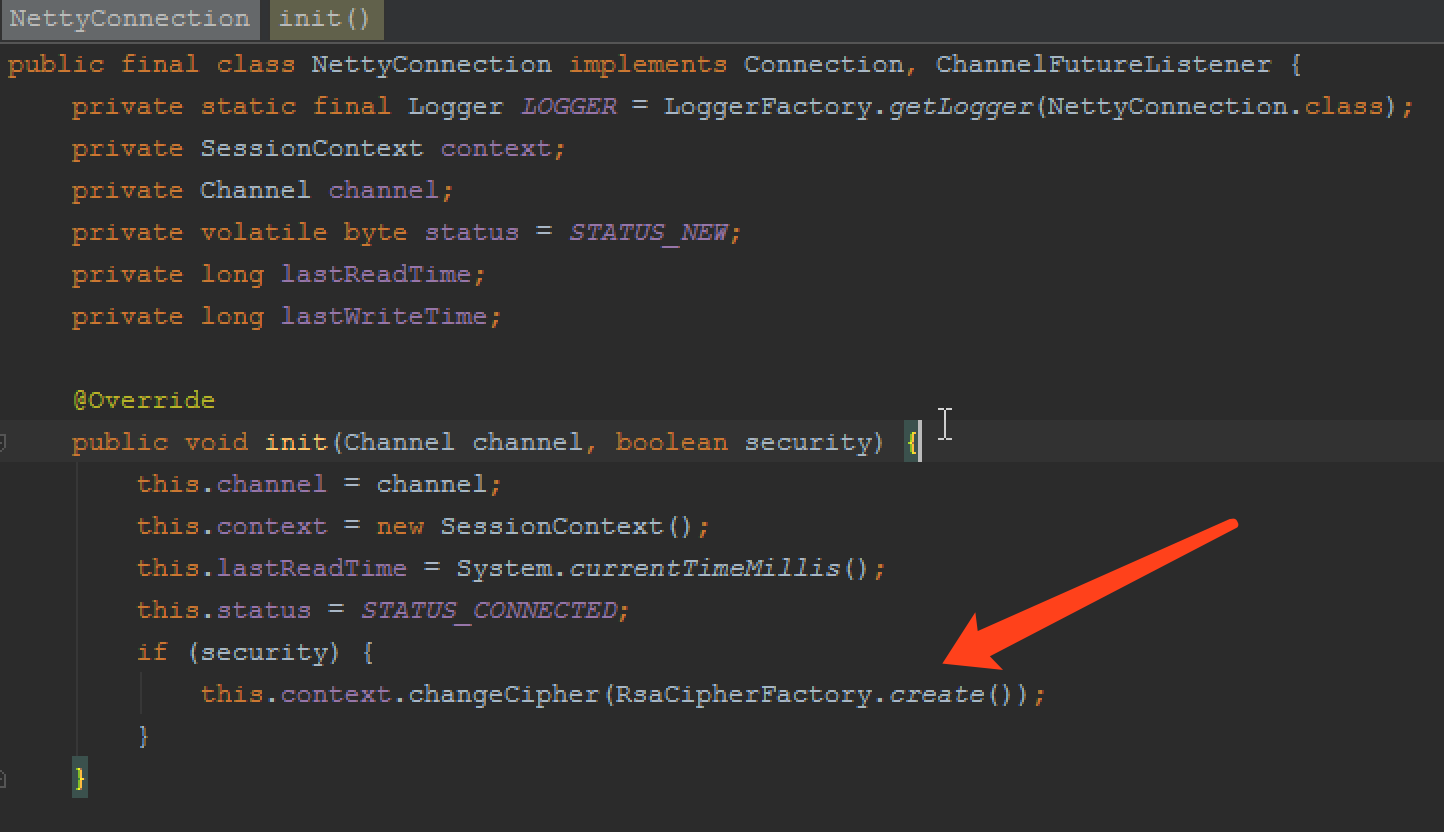 NettyConnection init()
public final class NettyConnection implements Connection, ChannelFutureListener {
    private static final Logger LOGGER = LoggerFactory.getLogger(NettyConnection.class);
    private SessionContext context;
    private Channel channel;
    private volatile byte status = STATUS_NEW;
    private long lastReadTime;
    private long lastWriteTime;
    @Override
    public void init(Channel channel, boolean security) {
        this.channel = channel;
        this.context = new SessionContext();
        this.lastReadTime = System.currentTimeMillis();
        this.status = STATUS_CONNECTED;
        if (security) {
            this.context.changeCipher(RsaCipherFactory.create());
        }
    }